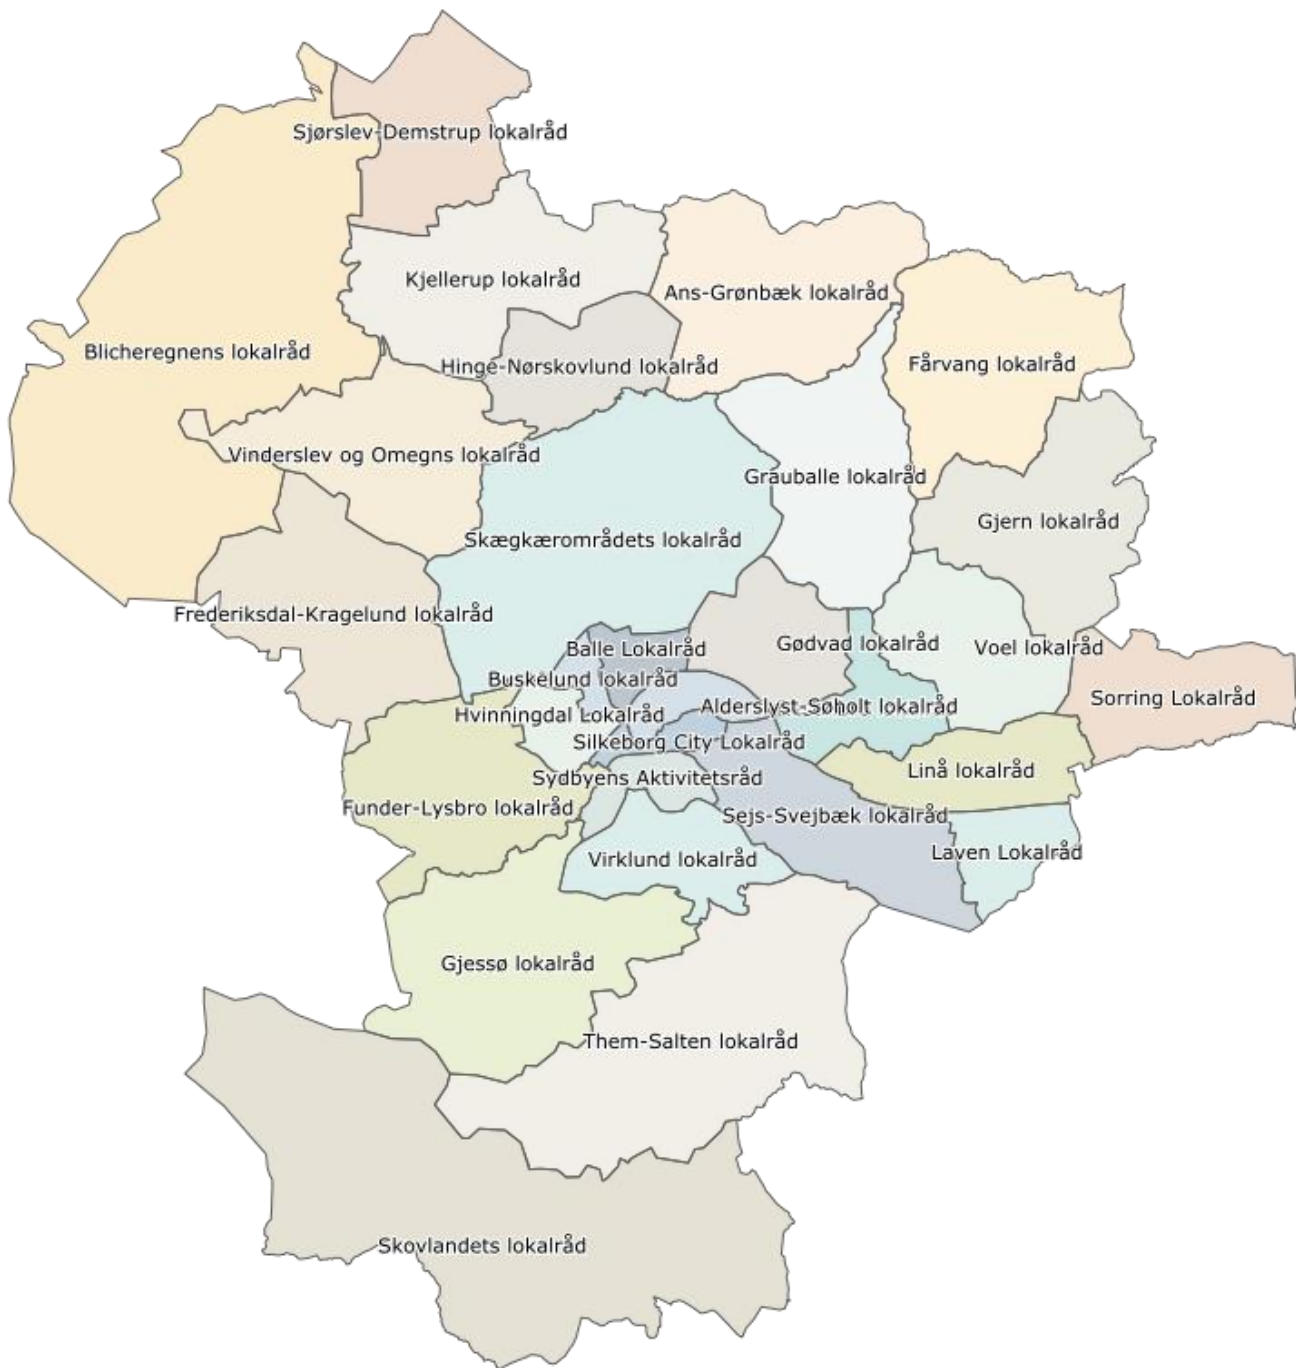 Sjørslev-Demstrup lokalråd
Kjellerup lokalråd
Ans-Grønbæk lokalråd
Blicheregnens lokalråd
Hinge-Nørskovlund lokalråd
Fårvang lokalråd
Vinderslev og Omegns lokalråd
Gråuballe lokalråd
Gjern lokalråd
Skægkærområdets lokalråd
Frederiksdal-Kragelund lokalråd
Balle Lokalråd
Gødvad lokalråd
Voel lokalråd
Buskelund lokalråd
Sorring Lokalråd
Hvinningdal Lokalråd
Alderslyst-Søholt lokalråd
Silkeborg City Lokalråd
Linå lokalråd
Sydbyens Aktivitetsråd
Funder-Lysbro lokalråd
Sejs-Svejbæk lokalråd
Virklund lokalråd
Laven Lokalråd
Gjessø lokalråd
Them-Salten lokalråd
Skovlandets lokalråd